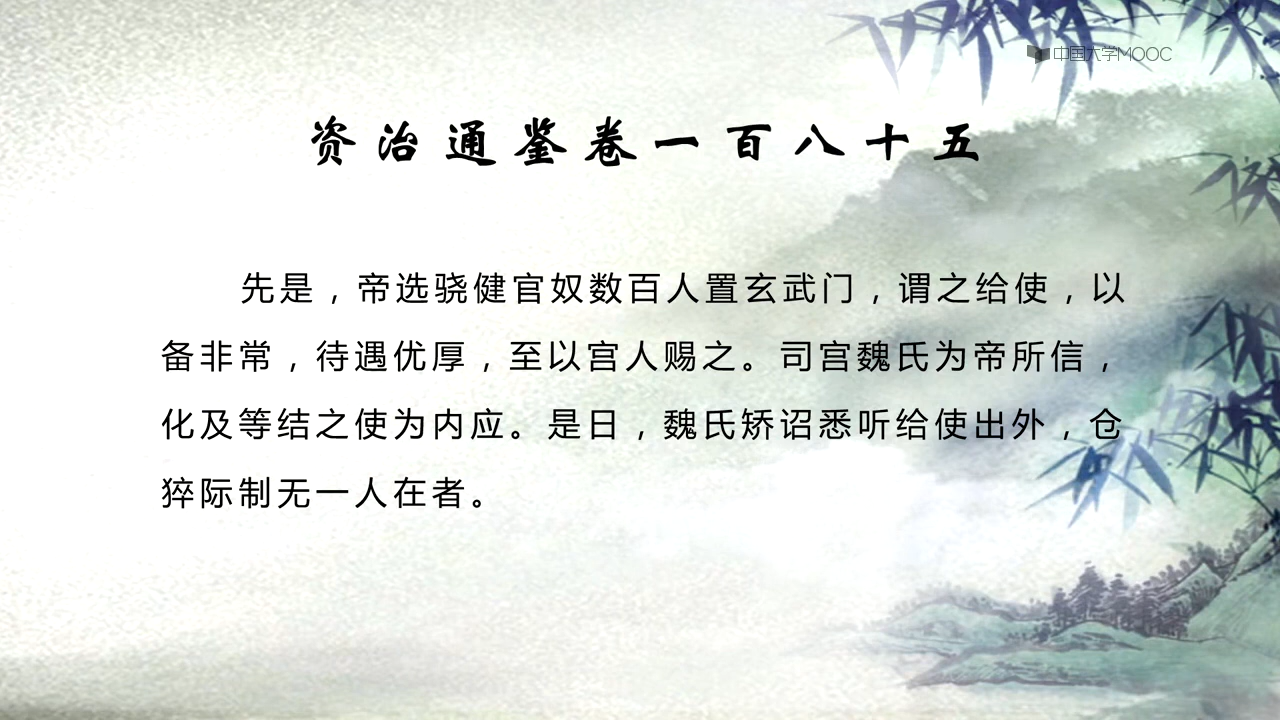 中国大学MOOC
资治通鉴卷一百八十五
先是，帝选骁健官奴数百人置玄武门，谓之给使，以
备非常，待遇优厚，至以宫人赐之。司宫魏氏为帝所信，
化及等结之使为内应。是日，魏氏矫诏悉听给使出外，仓
猝际制无一人在者。